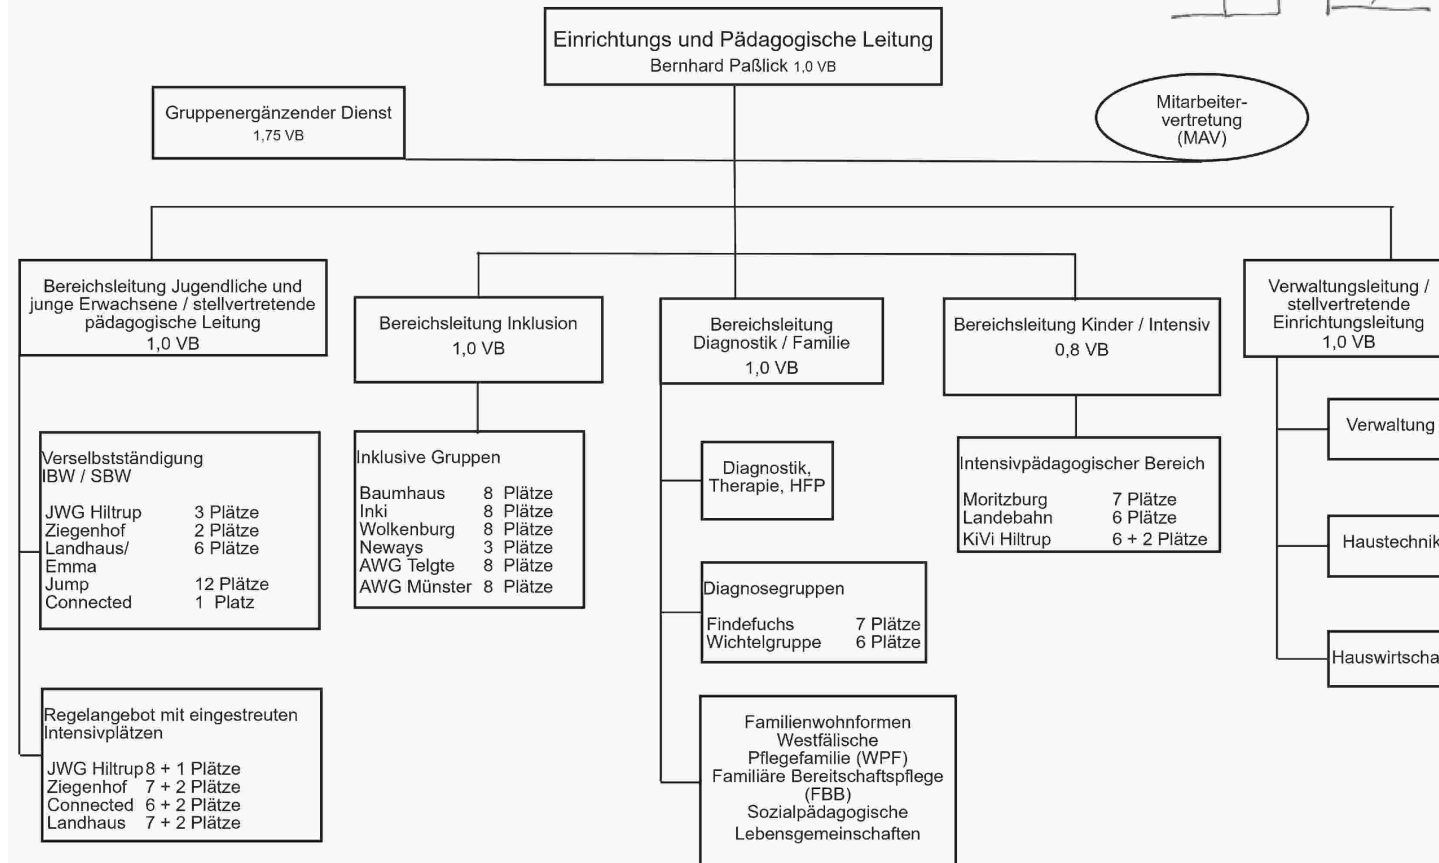 Einrichtungs und Pädagogische Leitung
Bernhard Paßlick 1,0 VB
Gruppenergänzender Dienst
1,75 VB
Mitarbeiter-
vertretung
(MAV)
Bereichsleitung Jugendliche und
junge Erwachsene / stellvertretende
pädagogische Leitung
1,0 VB
Bereichsleitung Inklusion
1,0 VB
Bereichsleitung
Diagnostik / Familie
1,0 VB
Bereichsleitung Kinder / Intensiv
0,8 VB
Verwaltungsleitung /
stellvertretende
Einrichtungsleitung
1,0 VB
Verselbstständigung
IBW / SBW
JWG Hiltrup 3 Plätze
Ziegenhof 2 Plätze
Landhaus/ 6 Plätze
Emma
Jump 12 Plätze
Connected 1 Platz
Regelangebot mit eingestreuten
Intensivplätzen
JWG Hiltrup 8 + 1 Plätze
Ziegenhof 7 + 2 Plätze
Connected 6 + 2 Plätze
Landhaus 7 + 2 Plätze
Inklusive Gruppen
Baumhaus 8 Plätze
Inki 8 Plätze
Wolkenburg 8 Plätze
Neways 3 Plätze
AWG Telgte 8 Plätze
AWG Münster 8 Plätze
Diagnostik,
Therapie, HFP
Diagnosegruppen
Findefuchs 7 Plätze
Wichtelgruppe 6 Plätze
Familienwohnformen
Westfälische
Pflegefamilie (WPF)
Familiäre Bereitschaftspflege
(FBB)
Sozialpädagogische
Lebensgemeinschaften
Intensivpädagogischer Bereich
Moritzburg 7 Plätze
Landebahn 6 Plätze
KiVi Hiltrup 6 + 2 Plätze
Verwaltung
Haustechnik
Hauswirtscha